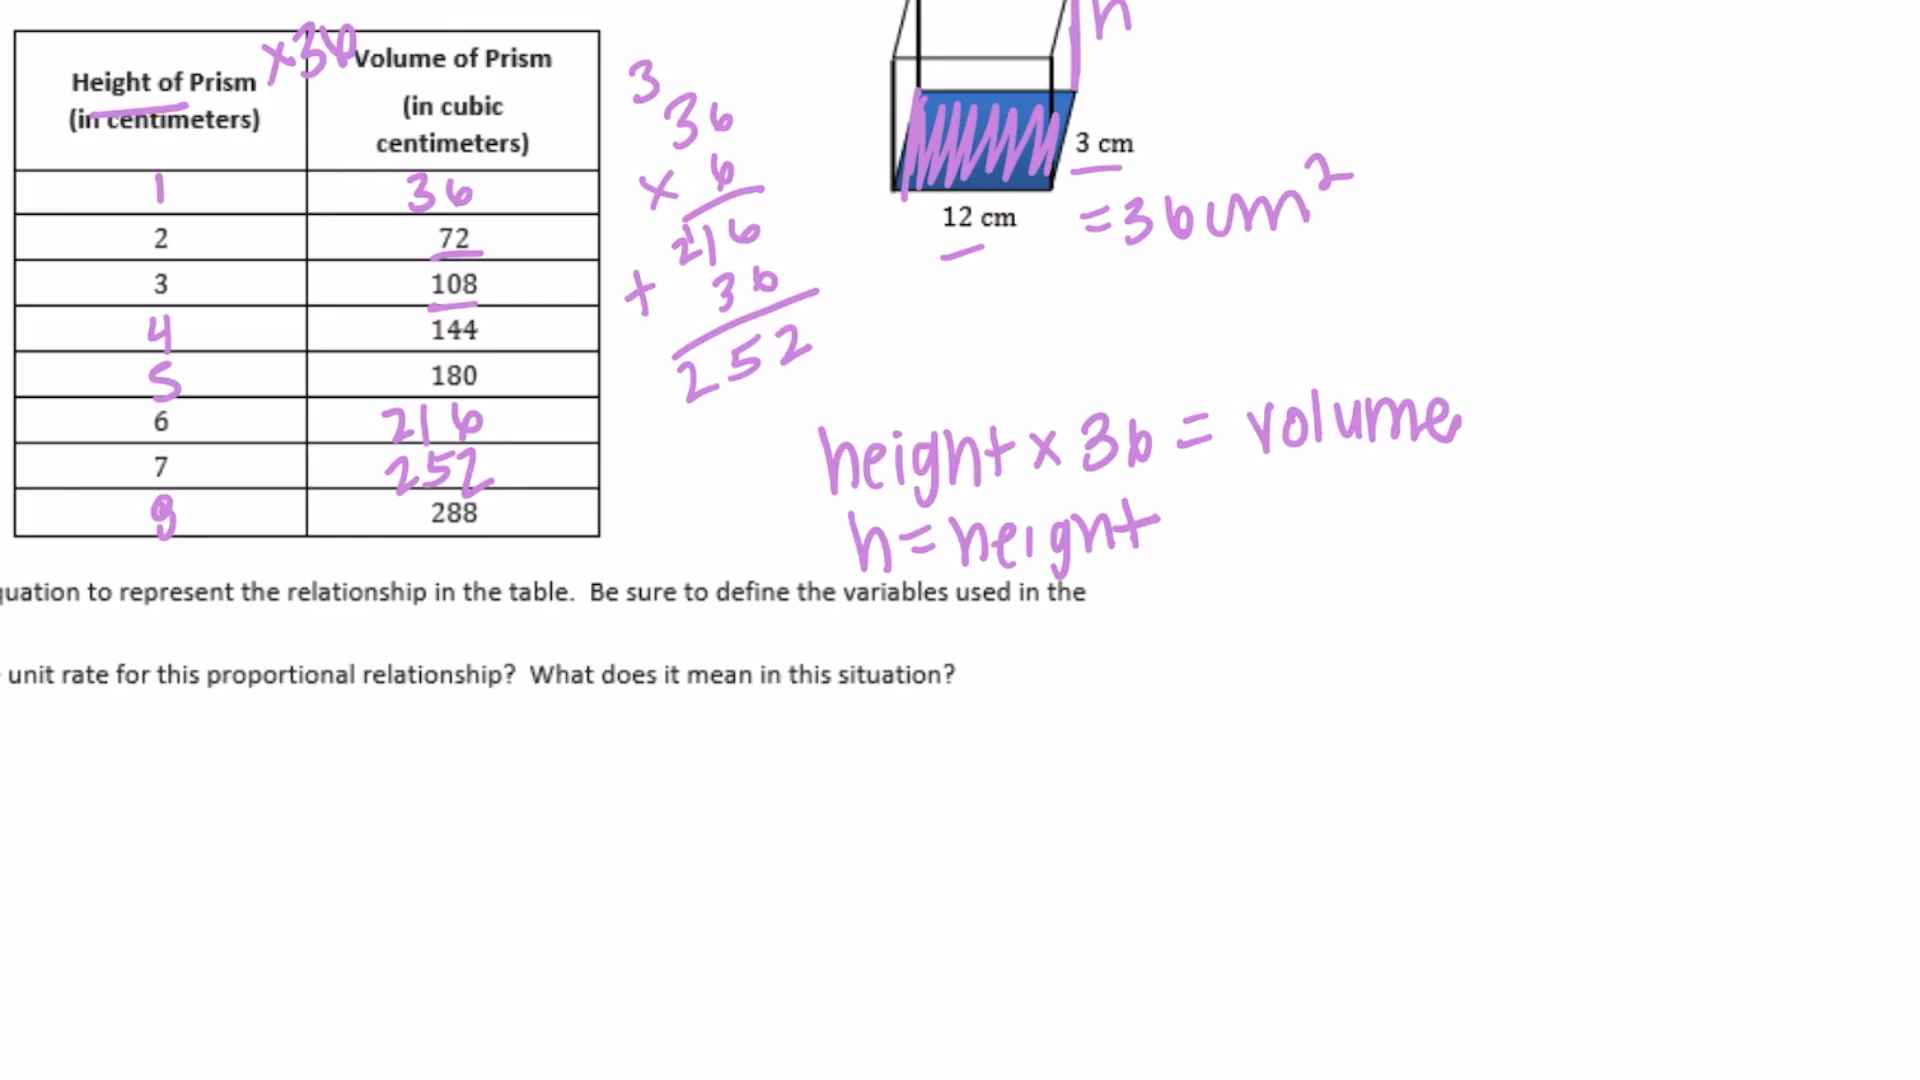 Height of Prism
(in centimeters)
×36
Volume of Prism
(in cubic
centimeters)
1 36
2 72
3 108
4 144
5 180
6 216
7 252
8 288
3
36
× 6
216
+ 36
252
h
3 cm
12 cm
= 36 cm²
height × 36 = volume
h = height
quation to represent the relationship in the table. Be sure to define the variables used in the
unit rate for this proportional relationship? What does it mean in this situation?